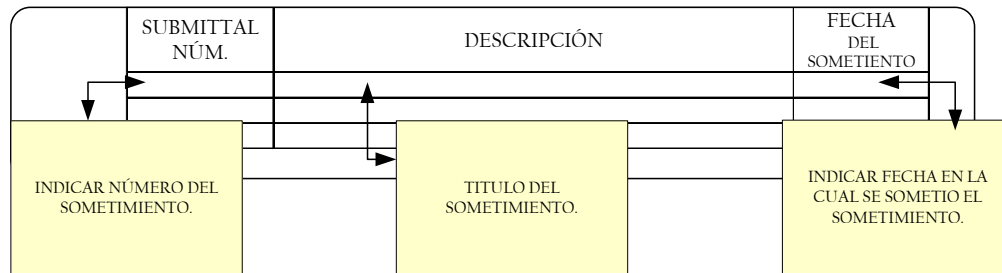 SUBMITTAL
NÚM.
DESCRIPCIÓN
FECHA
DEL
SOMETIENTO
INDICAR NÚMERO DEL
SOMETIMIENTO.
TITULO DEL
SOMETIMIENTO.
INDICAR FECHA EN LA
CUAL SE SOMETIO EL
SOMETIMIENTO.